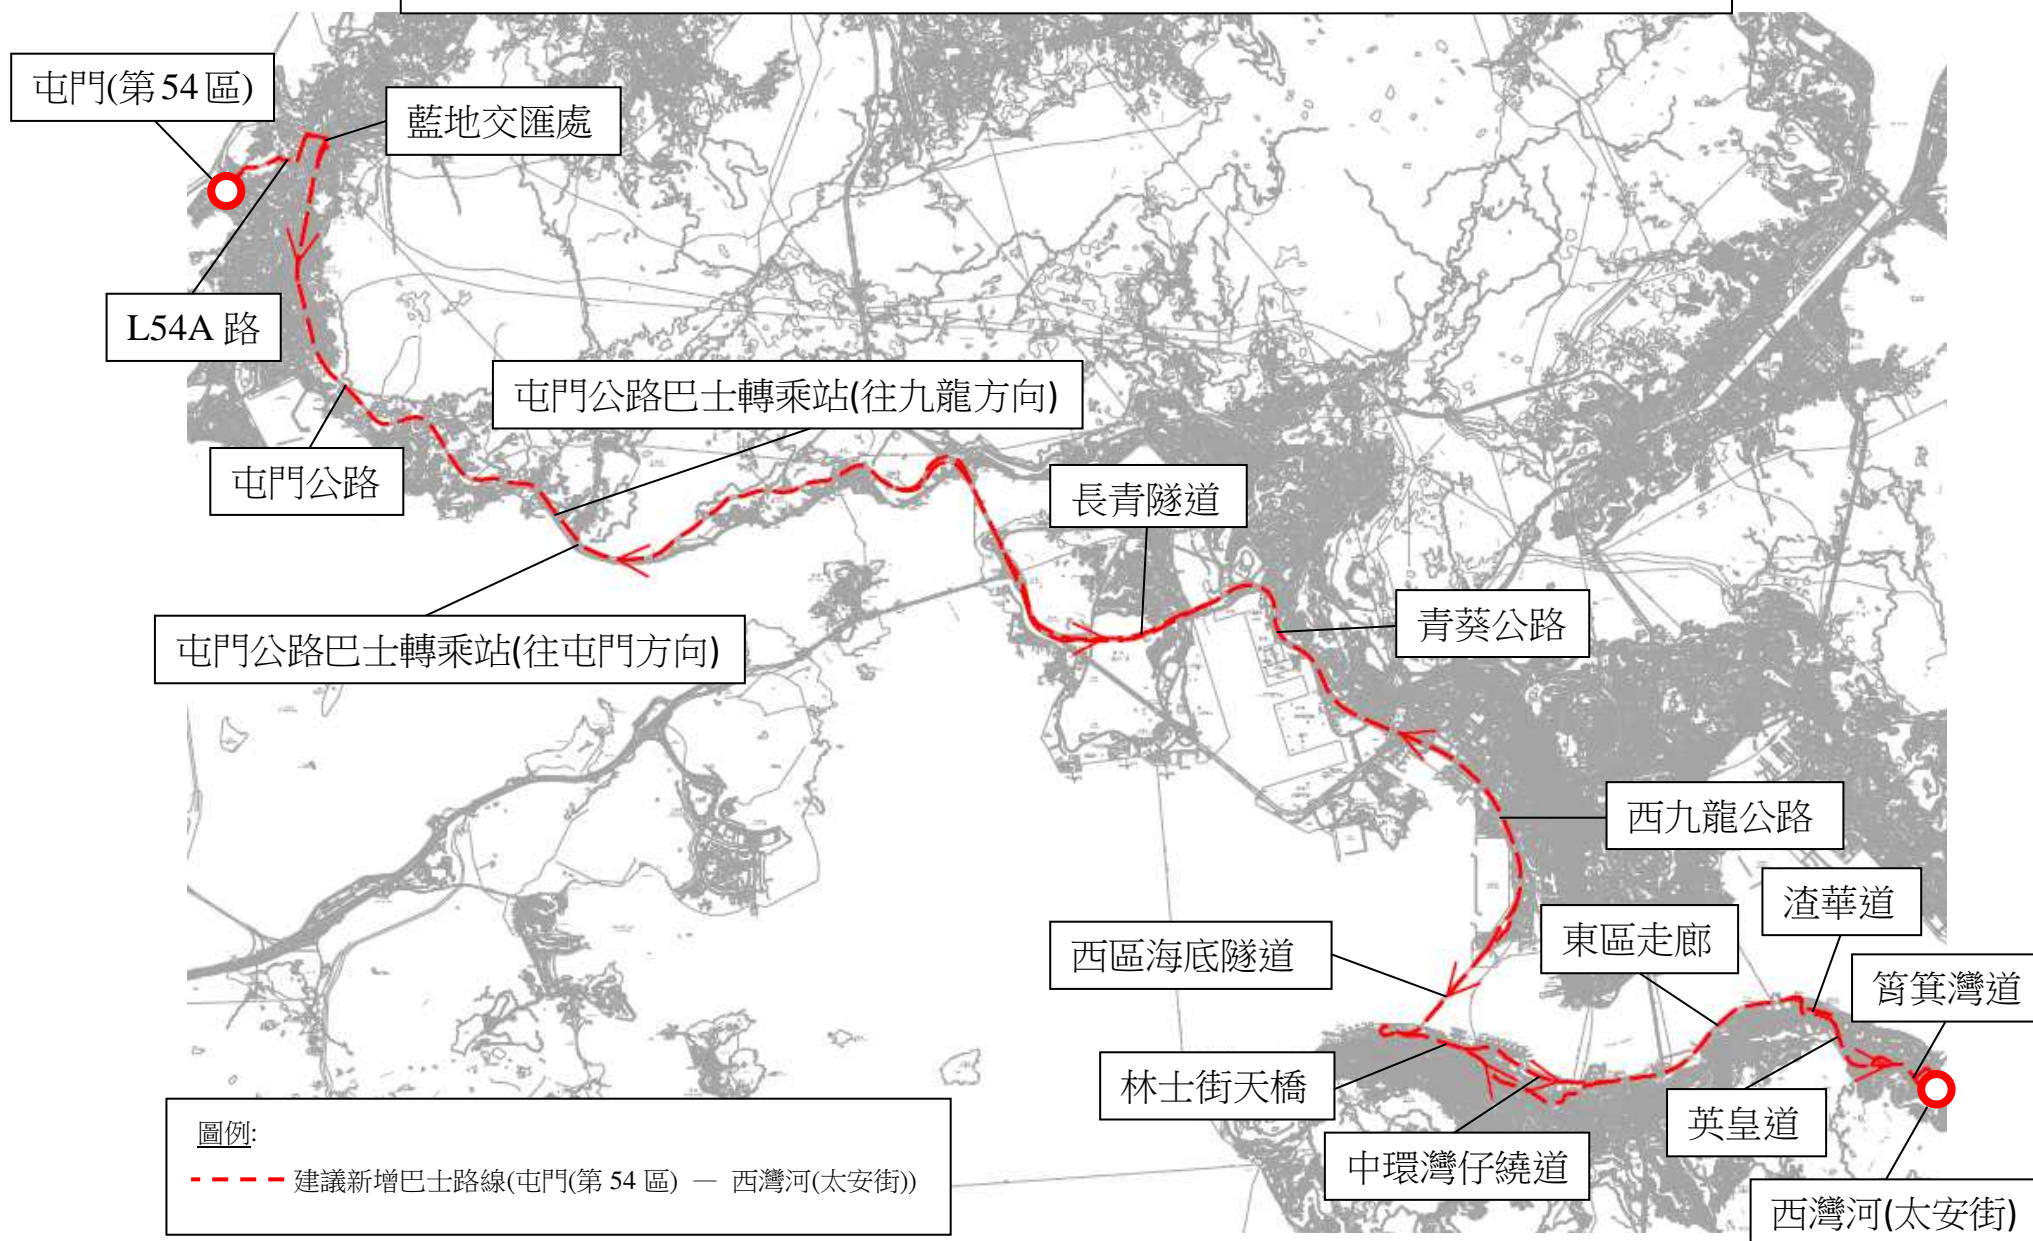 屯門(第54區)
藍地交匯處
L54A 路
屯門公路巴士轉乘站(往九龍方向)
屯門公路
長青隧道
屯門公路巴士轉乘站(往屯門方向)
青葵公路
西九龍公路
渣華道
東區走廊
西區海底隧道
筲箕灣道
林士街天橋
英皇道
中環灣仔繞道
西灣河(太安街)
圖例:
建議新增巴士路線(屯門(第 54 區) — 西灣河(太安街))